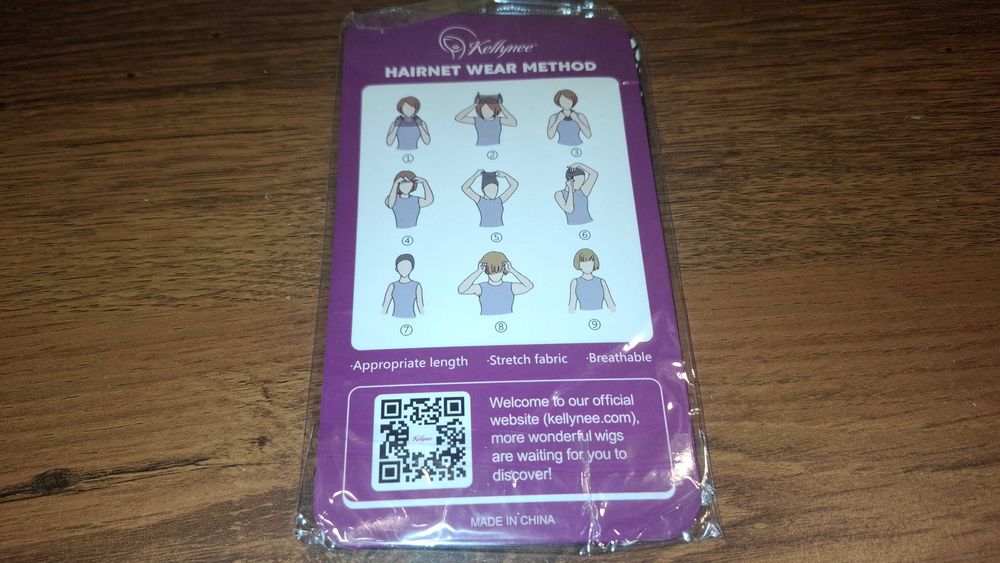 Kellynee
HAIRNET WEAR METHOD
① ② ③
④ ⑤ ⑥
⑦ ⑧ ⑨
·Appropriate length ·Stretch fabric ·Breathable
Kellynee
Welcome to our official
website (kellynee.com),
more wonderful wigs
are waiting for you to
discover!
MADE IN CHINA